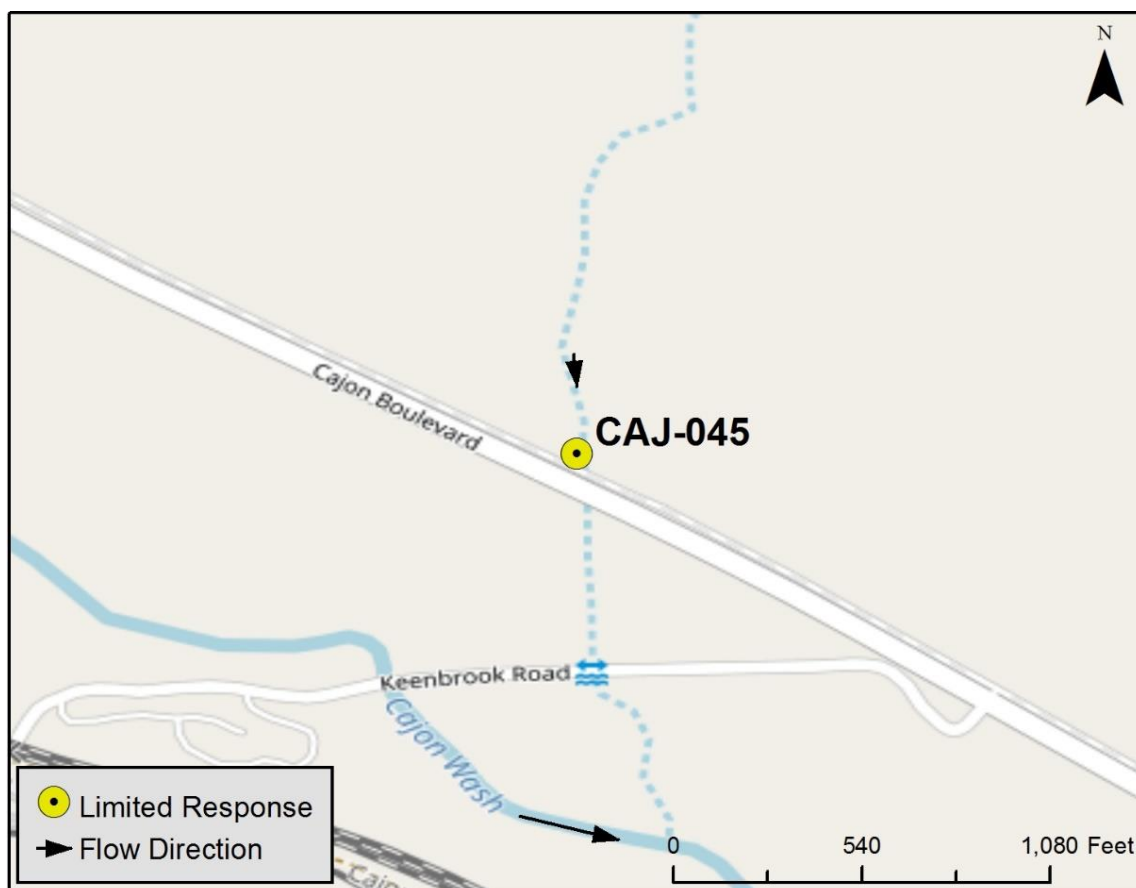 N
Cajon Boulevard
CAJ-045
Keenbrook Road
Cajon Wash
Limited Response
Flow Direction
0 540 1,080 Feet